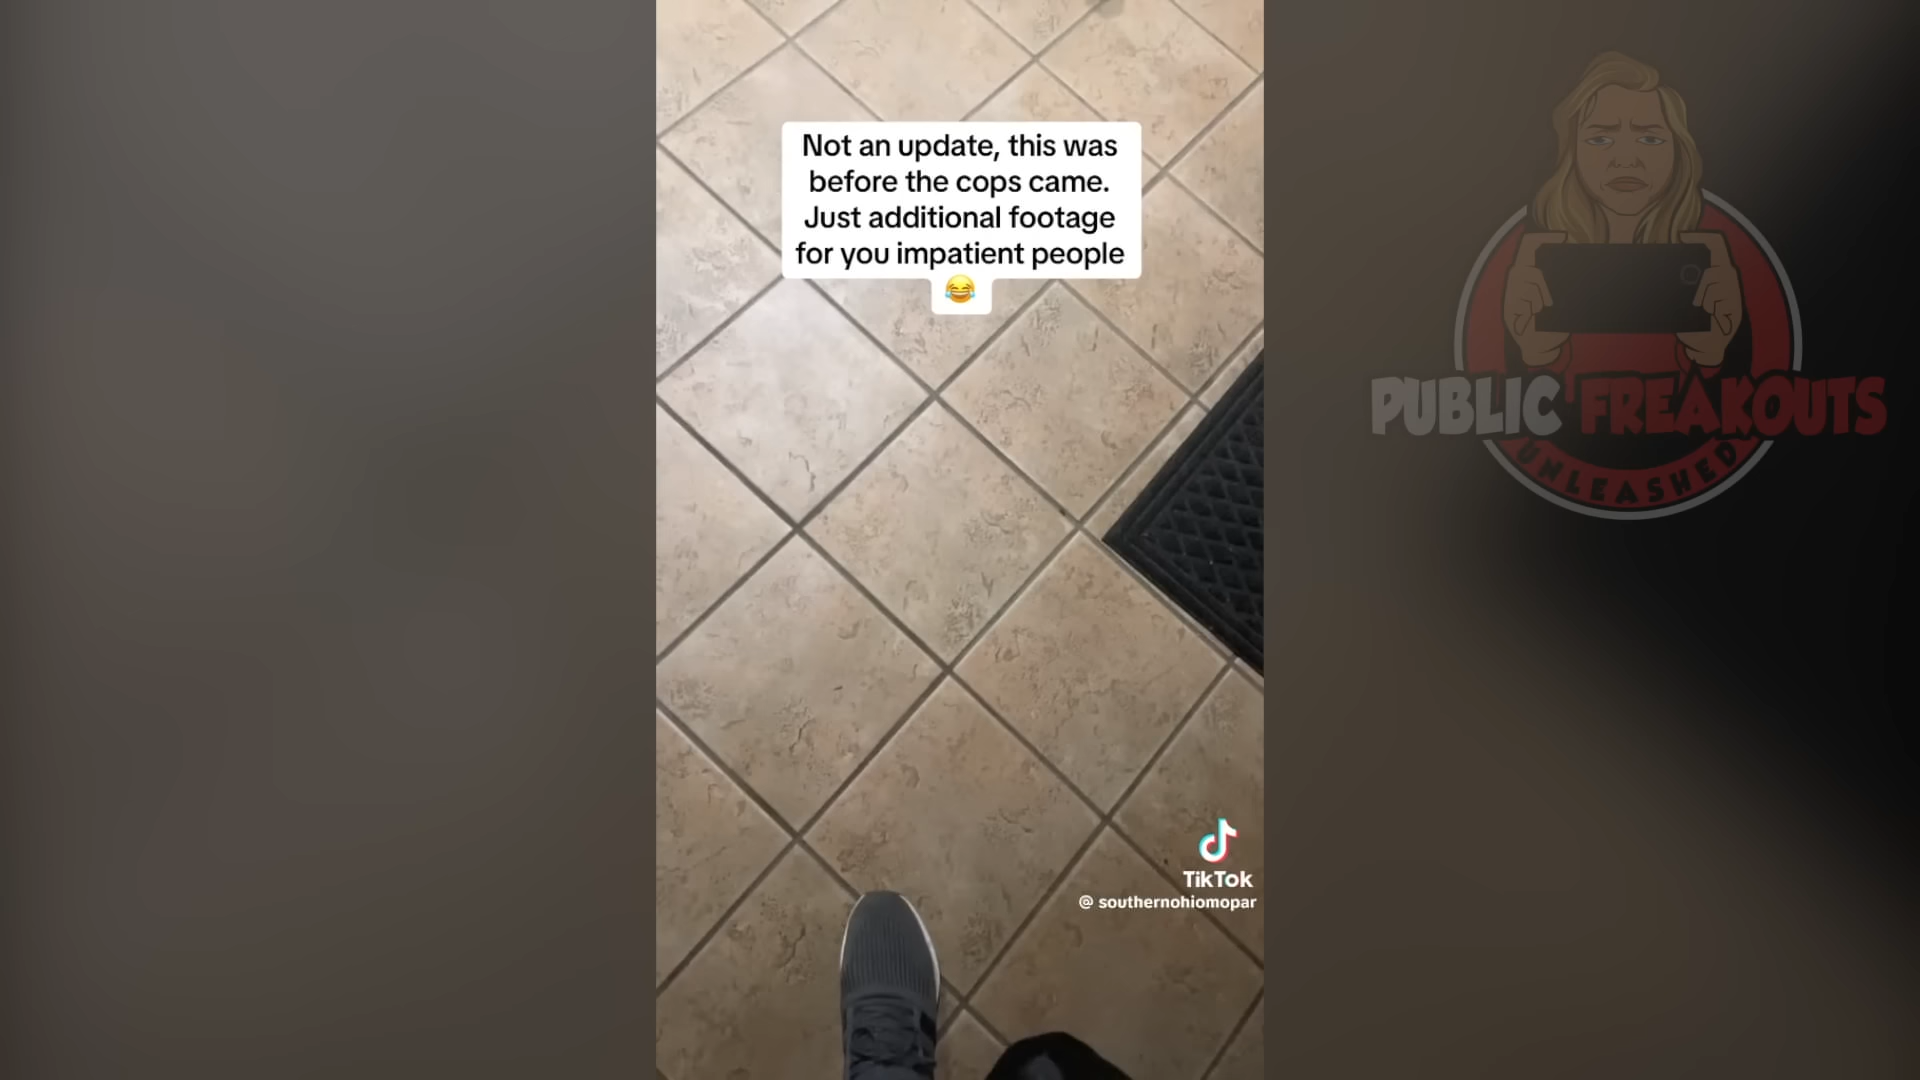 Not an update, this was
before the cops came.
Just additional footage
for you impatient people
😂
PUBLIC FREAKOUTS
UNLEASHED
TikTok
@ southernohiomopar